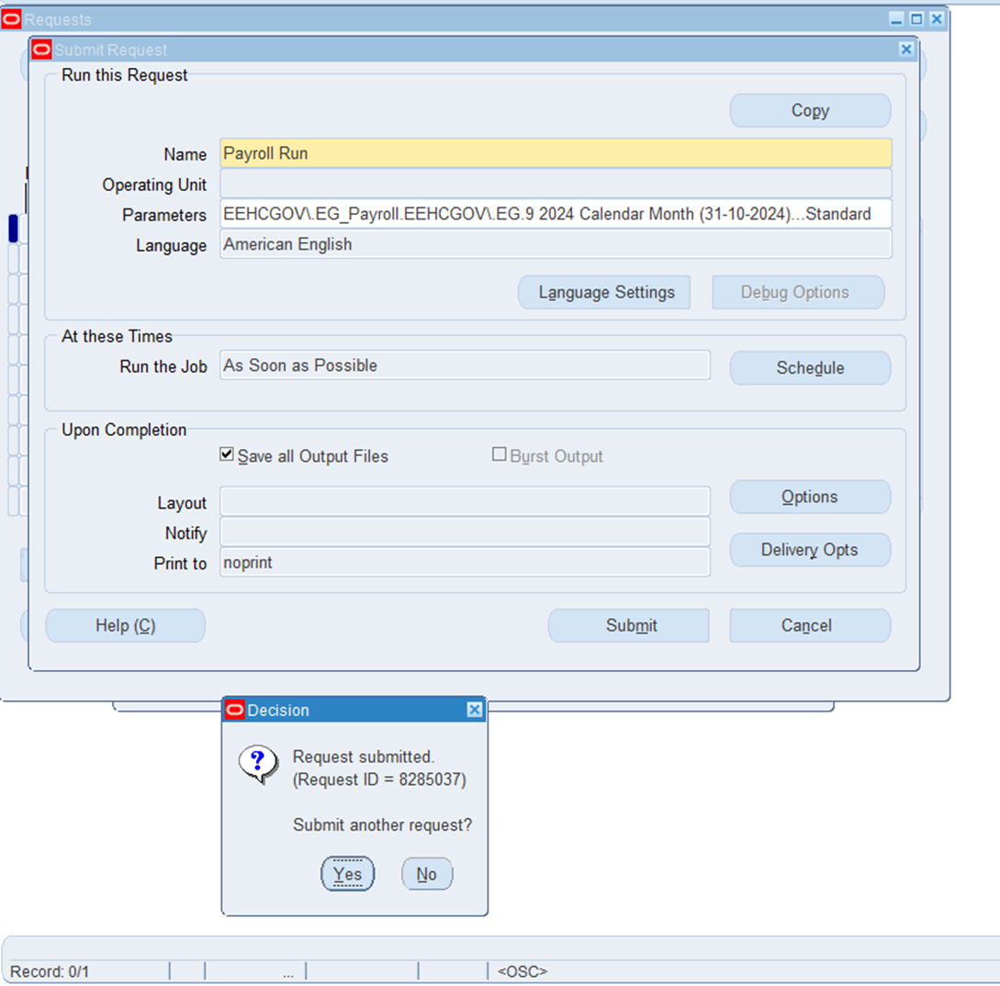 Requests
Submit Request
Run this Request
Copy
Name Payroll Run
Operating Unit
Parameters EEHCGOV\.EG_Payroll.EEHCGOV\.EG.9 2024 Calendar Month (31-10-2024)...Standard
Language American English
Language Settings Debug Options
At these Times
Run the Job As Soon as Possible Schedule
Upon Completion
Save all Output Files Burst Output
Layout Options
Notify
Delivery Opts
Print to noprint
Help (C) Submit Cancel
Decision
Request submitted.
(Request ID = 8285037)
Submit another request?
Yes No
Record: 0/1 ... <OSC>